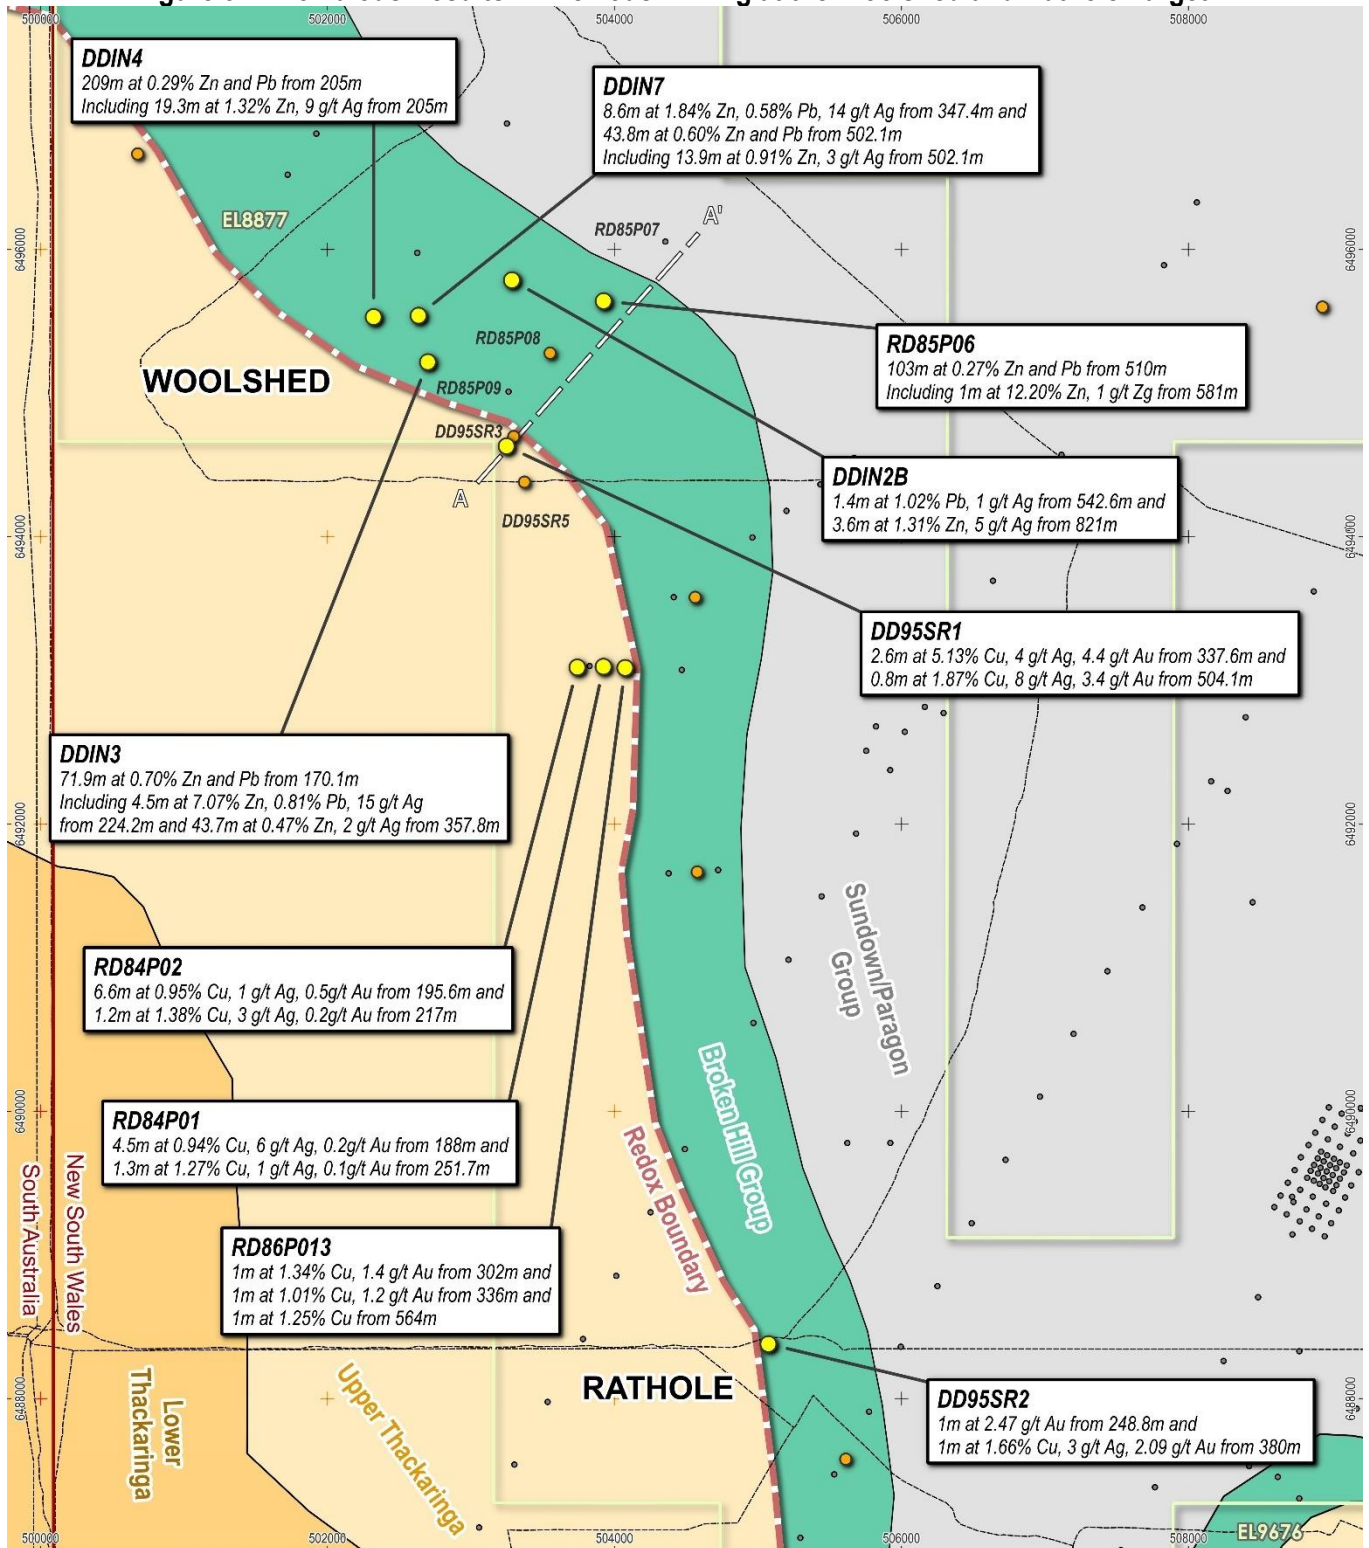 500000
502000
504000
506000
508000
DDIN4
209m at 0.29% Zn and Pb from 205m
Including 19.3m at 1.32% Zn, 9 g/t Ag from 205m
DDIN7
8.6m at 1.84% Zn, 0.58% Pb, 14 g/t Ag from 347.4m and
43.8m at 0.60% Zn and Pb from 502.1m
Including 13.9m at 0.91% Zn, 3 g/t Ag from 502.1m
EL8877
RD85P07
A'
6496000
6496000
RD85P08
RD85P06
103m at 0.27% Zn and Pb from 510m
Including 1m at 12.20% Zn, 1 g/t Zg from 581m
WOOLSHED
RD85P09
DD95SR3
A
DD95SR5
DDIN2B
1.4m at 1.02% Pb, 1 g/t Ag from 542.6m and
3.6m at 1.31% Zn, 5 g/t Ag from 821m
6494000
6494000
DD95SR1
2.6m at 5.13% Cu, 4 g/t Ag, 4.4 g/t Au from 337.6m and
0.8m at 1.87% Cu, 8 g/t Ag, 3.4 g/t Au from 504.1m
DDIN3
71.9m at 0.70% Zn and Pb from 170.1m
Including 4.5m at 7.07% Zn, 0.81% Pb, 15 g/t Ag
from 224.2m and 43.7m at 0.47% Zn, 2 g/t Ag from 357.8m
6492000
6492000
Sundown/Paragon
Group
RD84P02
6.6m at 0.95% Cu, 1 g/t Ag, 0.5g/t Au from 195.6m and
1.2m at 1.38% Cu, 3 g/t Ag, 0.2g/t Au from 217m
Broken Hill Group
RD84P01
4.5m at 0.94% Cu, 6 g/t Ag, 0.2g/t Au from 188m and
1.3m at 1.27% Cu, 1 g/t Ag, 0.1g/t Au from 251.7m
6490000
6490000
Redox Boundary
South Australia
New South Wales
RD86P013
1m at 1.34% Cu, 1.4 g/t Au from 302m and
1m at 1.01% Cu, 1.2 g/t Au from 336m and
1m at 1.25% Cu from 564m
RATHOLE
6488000
6488000
Lower
Thackaringa
Upper Thackaringa
DD95SR2
1m at 2.47 g/t Au from 248.8m and
1m at 1.66% Cu, 3 g/t Ag, 2.09 g/t Au from 380m
EL9676
500000
502000
504000
506000
508000